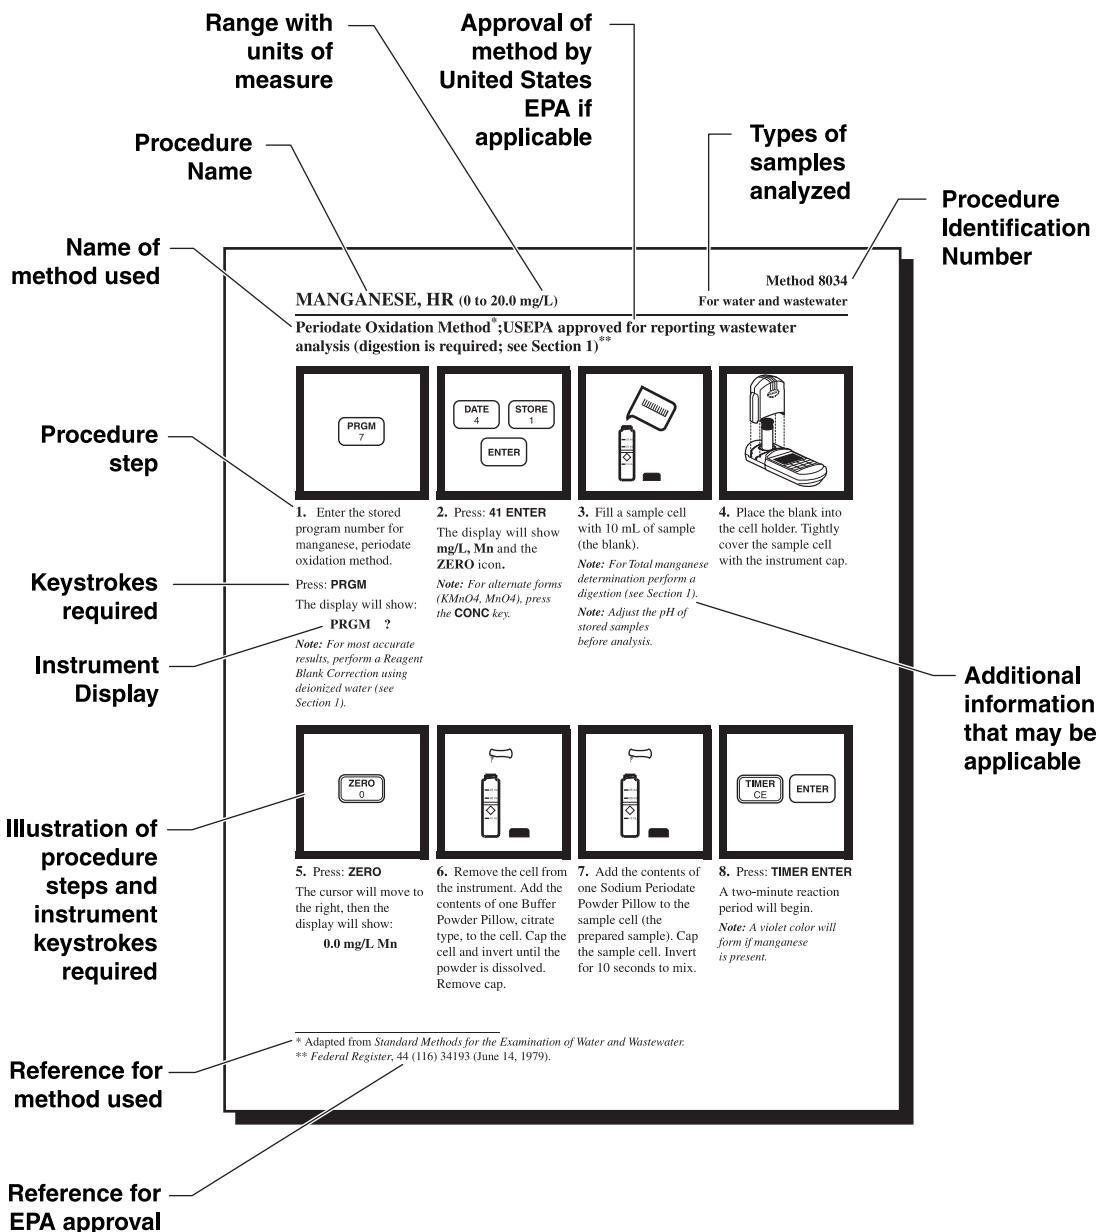 Range with
units of
measure
Approval of
method by
United States
EPA if
applicable
Procedure
Name
Types of
samples
analyzed
Procedure
Identification
Number
Name of
method used
Method 8034
MANGANESE, HR (0 to 20.0 mg/L)
For water and wastewater
Periodate Oxidation Method*;USEPA approved for reporting wastewater
analysis (digestion is required; see Section 1)**
PRGM
7
DATE
4
STORE
1
ENTER
Procedure
step
1. Enter the stored
program number for
manganese, periodate
oxidation method.
Press: PRGM
The display will show:
PRGM ?
Note: For most accurate
results, perform a Reagent
Blank Correction using
deionized water (see
Section 1).
2. Press: 41 ENTER
The display will show
mg/L, Mn and the
ZERO icon.
Note: For alternate forms
(KMnO4, MnO4), press
the CONC key.
3. Fill a sample cell
with 10 mL of sample
(the blank).
Note: For Total manganese
determination perform a
digestion (see Section 1).
Note: Adjust the pH of
stored samples
before analysis.
4. Place the blank into
the cell holder. Tightly
cover the sample cell
with the instrument cap.
Keystrokes
required
Instrument
Display
Additional
information
that may be
applicable
ZERO
0
TIMER
CE
ENTER
Illustration of
procedure
steps and
instrument
keystrokes
required
5. Press: ZERO
The cursor will move to
the right, then the
display will show:
0.0 mg/L Mn
6. Remove the cell from
the instrument. Add the
contents of one Buffer
Powder Pillow, citrate
type, to the cell. Cap the
cell and invert until the
powder is dissolved.
Remove cap.
7. Add the contents of
one Sodium Periodate
Powder Pillow to the
sample cell (the
prepared sample). Cap
the sample cell. Invert
for 10 seconds to mix.
8. Press: TIMER ENTER
A two-minute reaction
period will begin.
Note: A violet color will
form if manganese
is present.
* Adapted from Standard Methods for the Examination of Water and Wastewater.
** Federal Register, 44 (116) 34193 (June 14, 1979).
Reference for
method used
Reference for
EPA approval